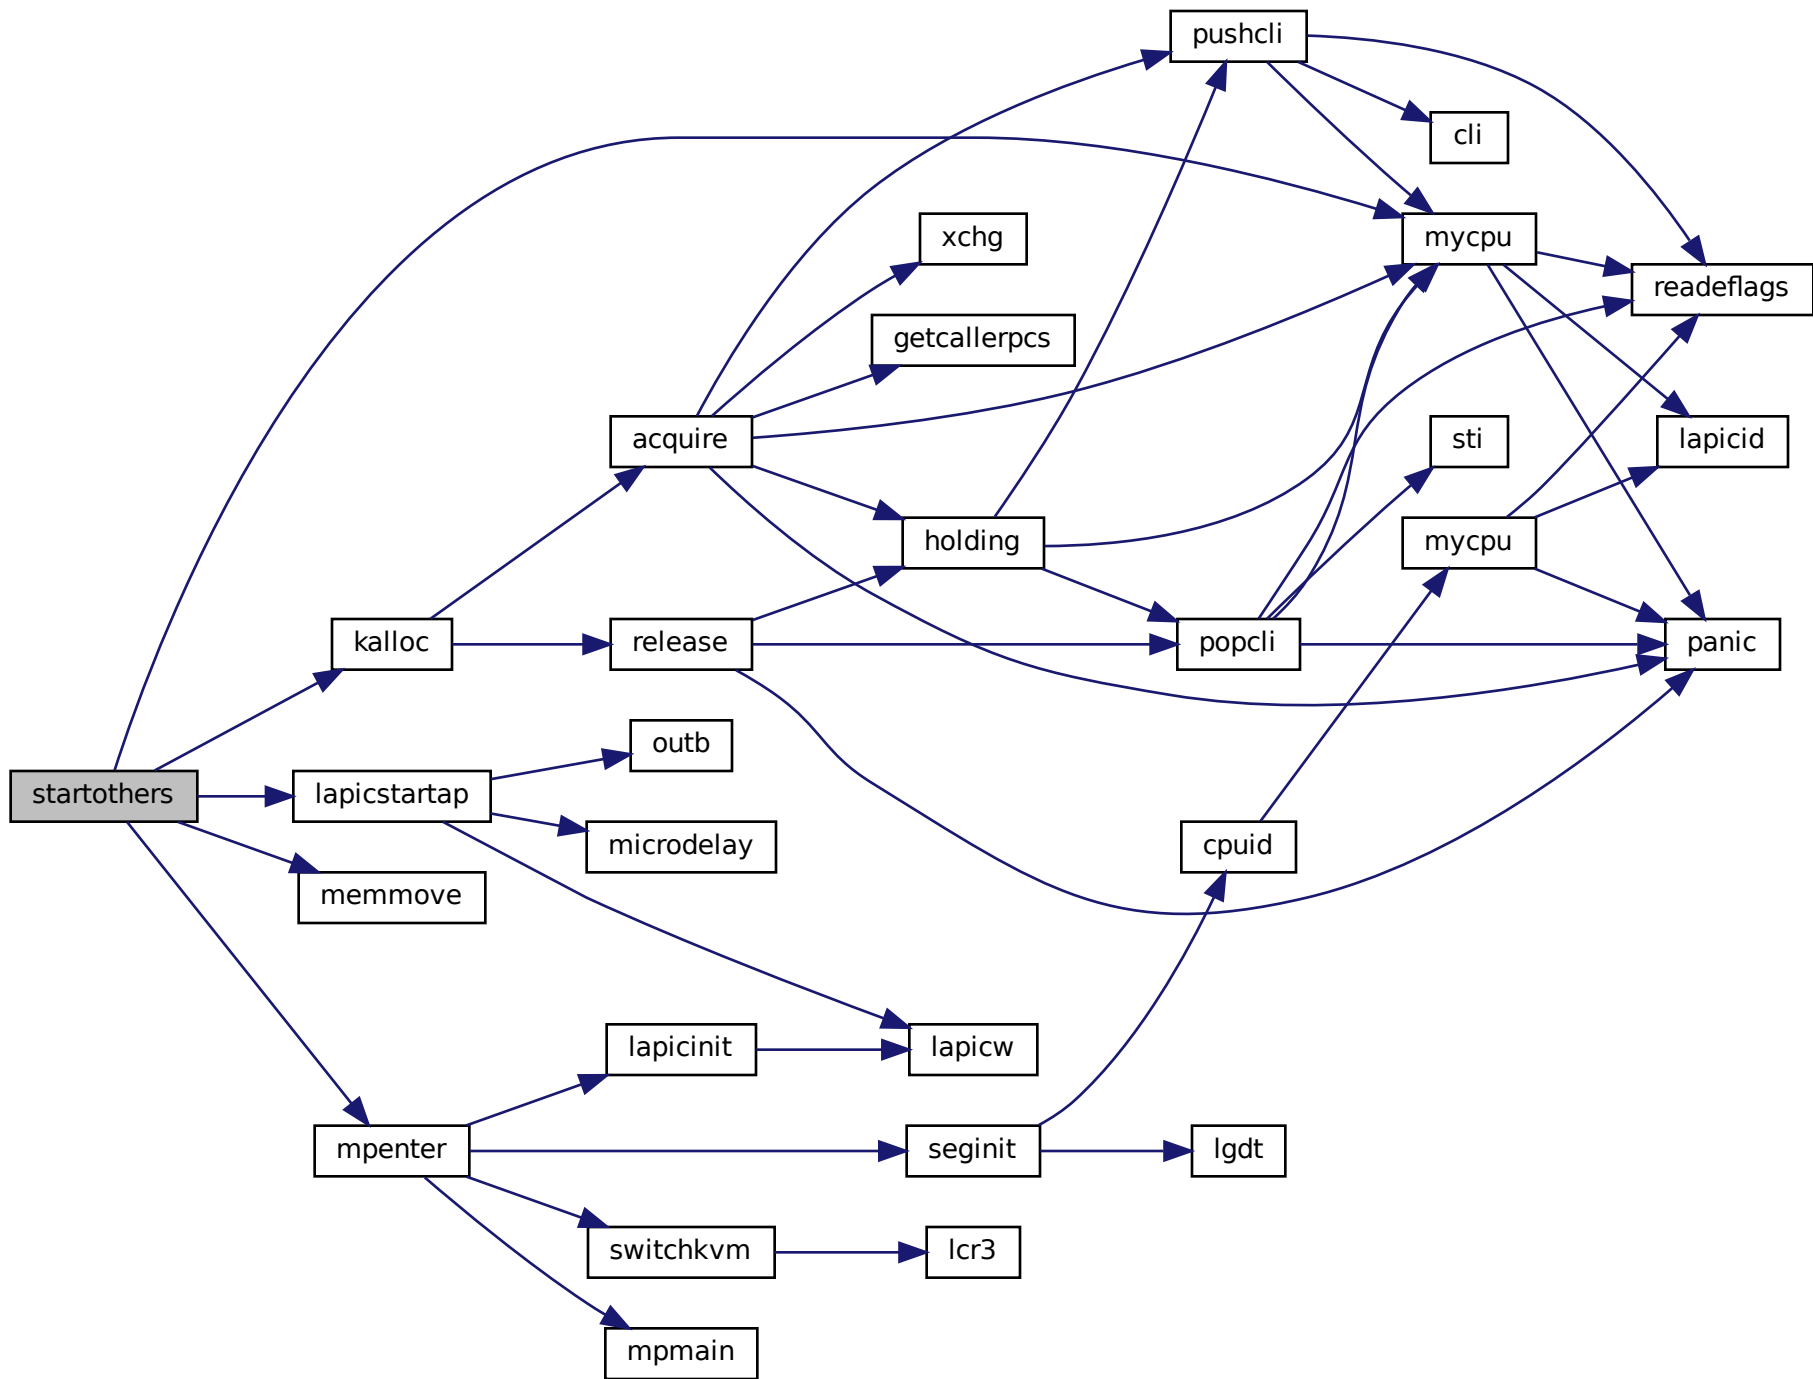 pushcli
cli
xchg
mycpu
readeflags
getcallerpcs
acquire
sti
lapicid
holding
mycpu
kalloc
release
popcli
panic
outb
startothers
lapicstartap
microdelay
cpuid
memmove
lapicinit
lapicw
mpenter
seginit
lgdt
switchkvm
lcr3
mpmain